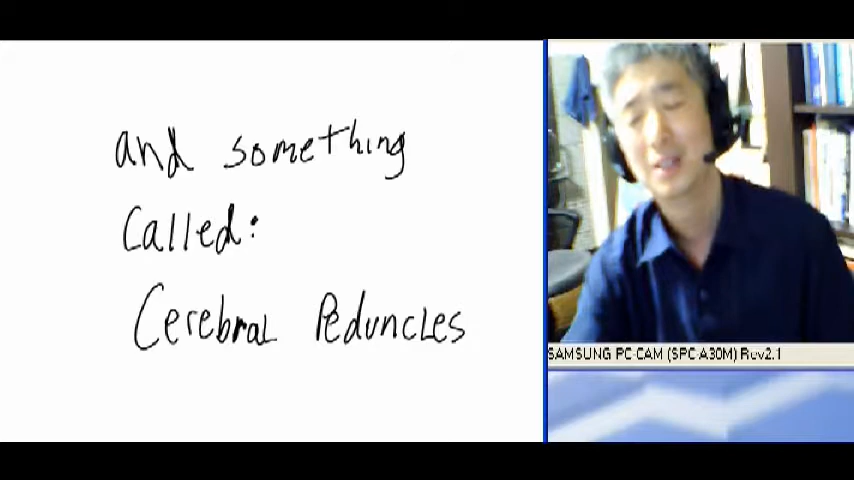 and something
Called:
Cerebral Peduncles
SAMSUNG PC-CAM (SPC-A30M) Rev2.1